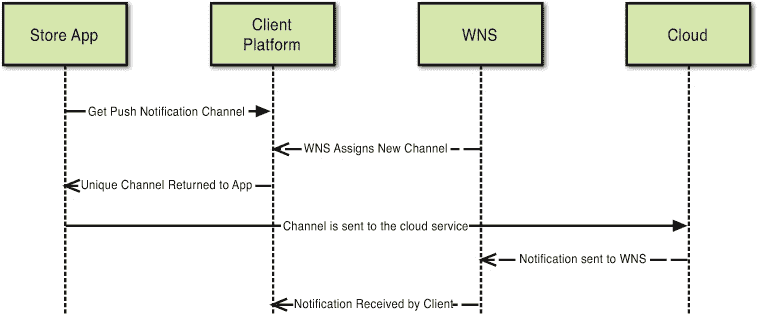 Store App
Client
Platform
WNS
Cloud
Get Push Notification Channel
WNS Assigns New Channel
Unique Channel Returned to App
Channel is sent to the cloud service
Notification sent to WNS
Notification Received by Client